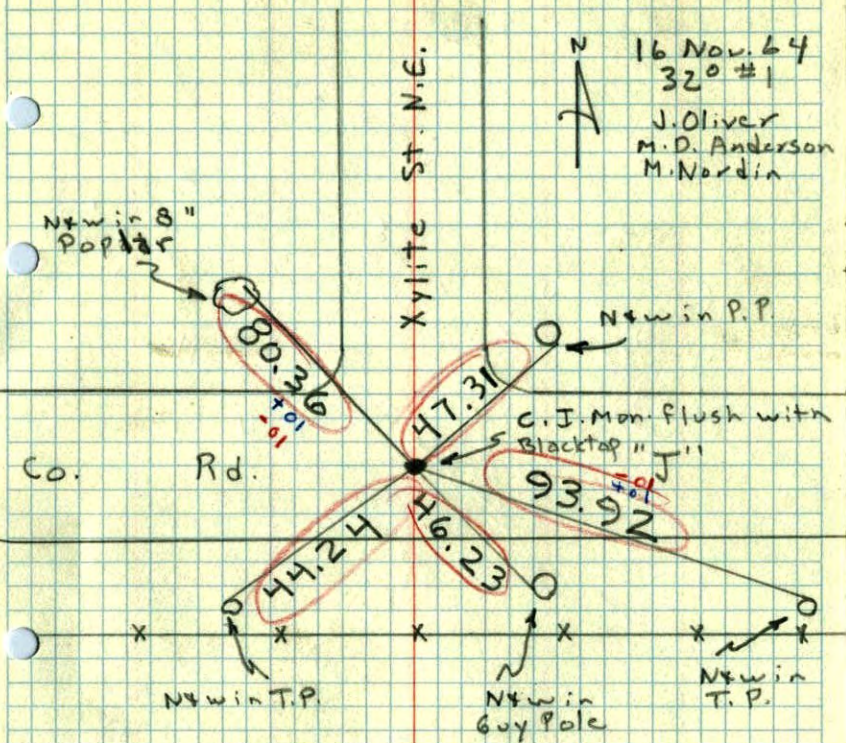 N
16 Nov. 64
32° #1
J. Oliver
M.D. Anderson
M. Nordin
Xylite St. N.E.
N&W in 8"
Poplar
N&W in P.P.
80.36
+01
-01
47.31
C.I. Mon. flush with
Blacktop
Co. Rd. "J"
-01
+01
93.92
44.24
46.23
X X X X X X
N&W in T.P.
N&W in
Guy Pole
N&W in
T.P.